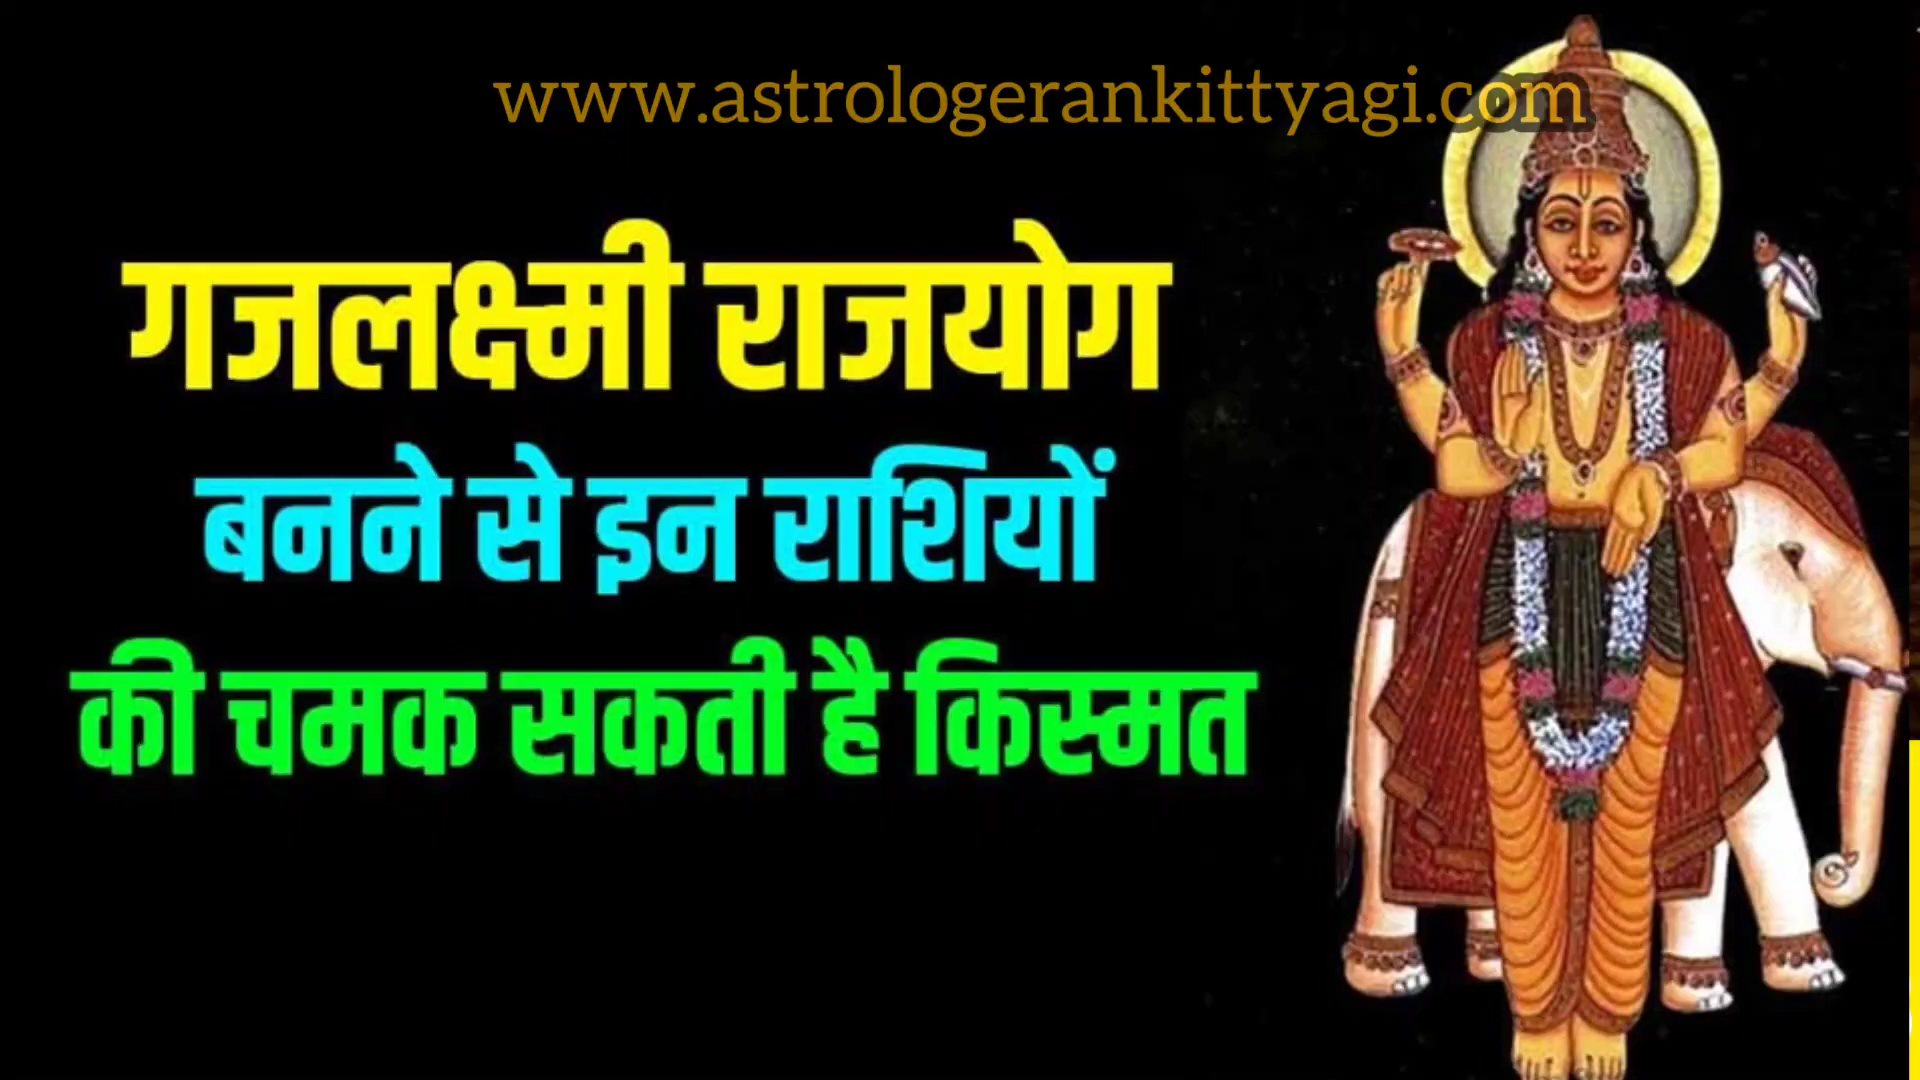 www.astrologerankittyagi.com
गजलक्ष्मी राजयोग
बनने से इन राशियों
की चमक सकती है किस्मत